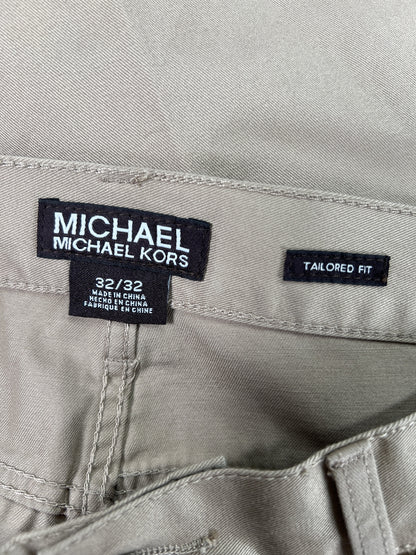 MICHAEL
MICHAEL KORS
TAILORED FIT
32/32
MADE IN CHINA
HECHO EN CHINA
FABRIQUÉ EN CHINE